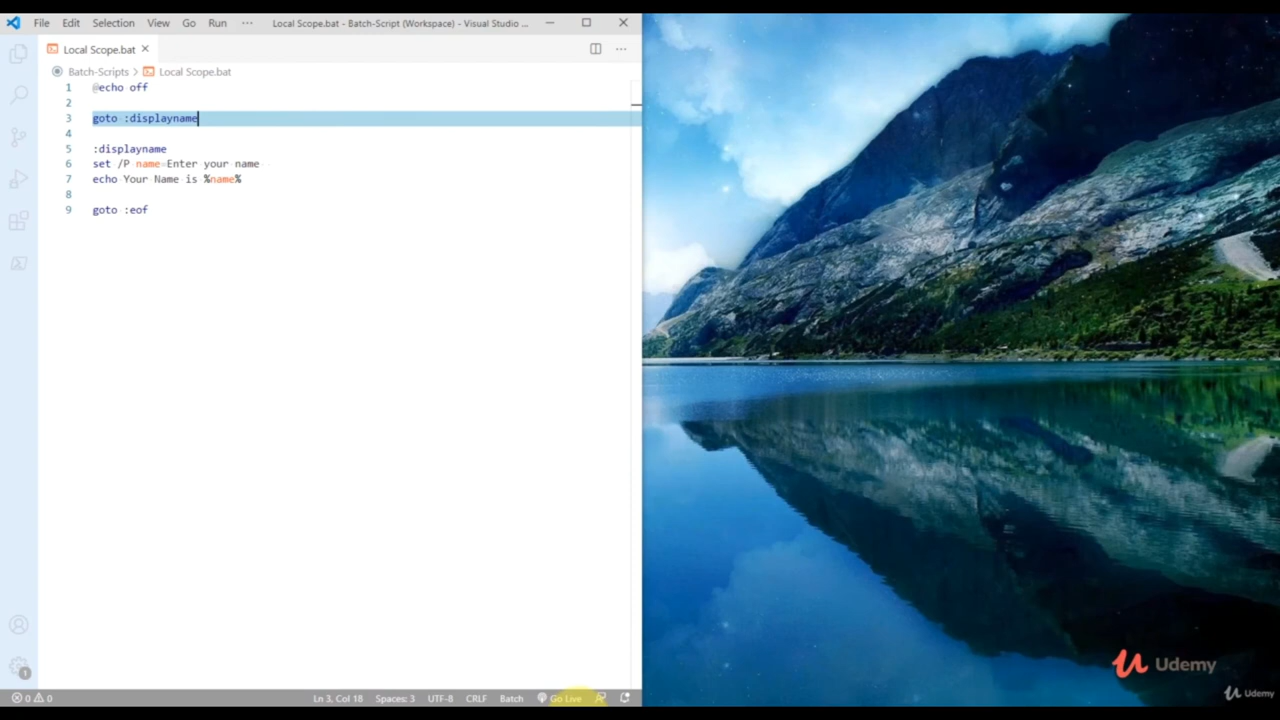 File Edit Selection View Go Run ··· Local Scope.bat - Batch-Script (Workspace) - Visual Studio ...
Local Scope.bat
Batch-Scripts > Local Scope.bat
1 @echo off
2
3 goto :displayname
4
5 :displayname
6 set /P name=Enter your name
7 echo Your Name is %name%
8
9 goto :eof
1
0 0 Ln 3, Col 18 Spaces: 3 UTF-8 CRLF Batch Go Live
Udemy
Udemy